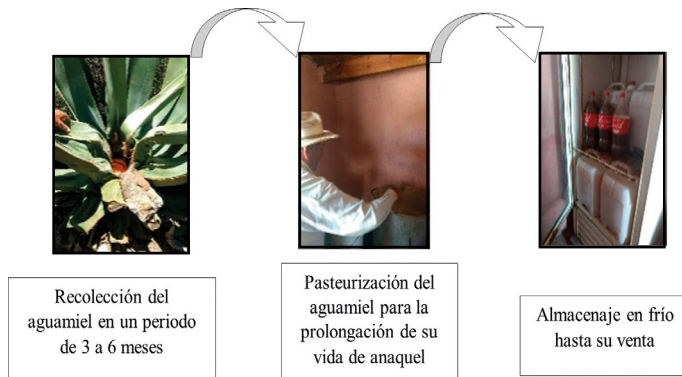 Recolección del
aguamiel en un periodo
de 3 a 6 meses
Pasteurización del
aguamiel para la
prolongación de su
vida de anaquel
Almacenaje en frío
hasta su venta